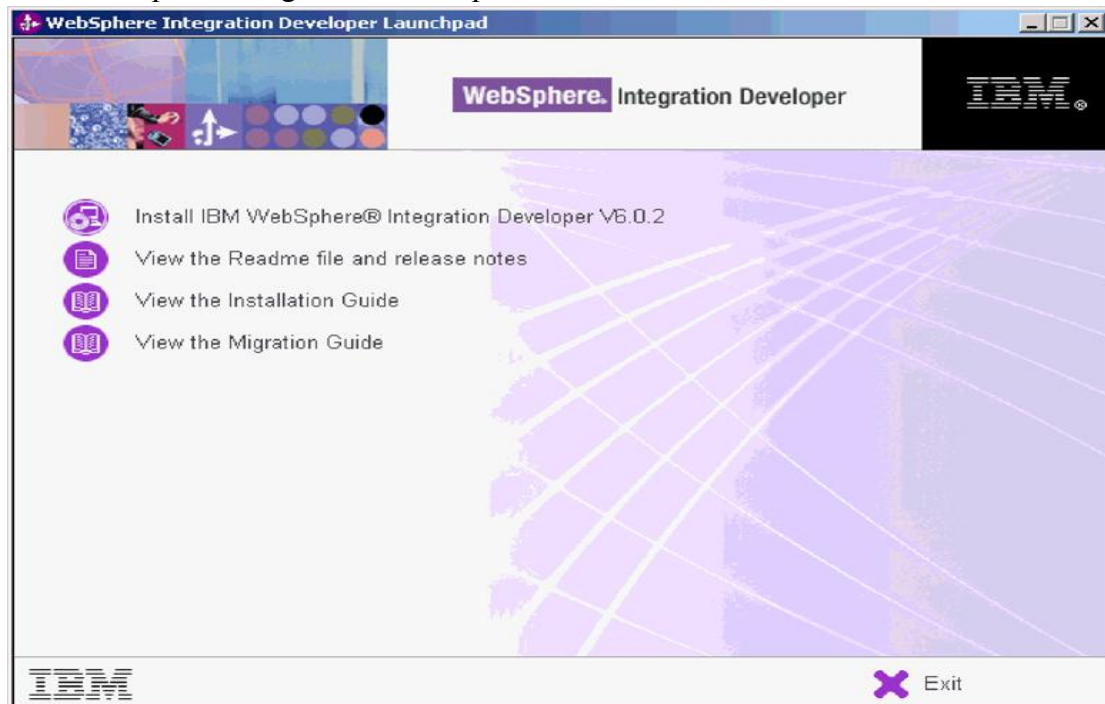 WebSphere Integration Developer Launchpad
WebSphere. Integration Developer
IBM®
Install IBM WebSphere® Integration Developer V6.0.2
View the Readme file and release notes
View the Installation Guide
View the Migration Guide
IBM
Exit